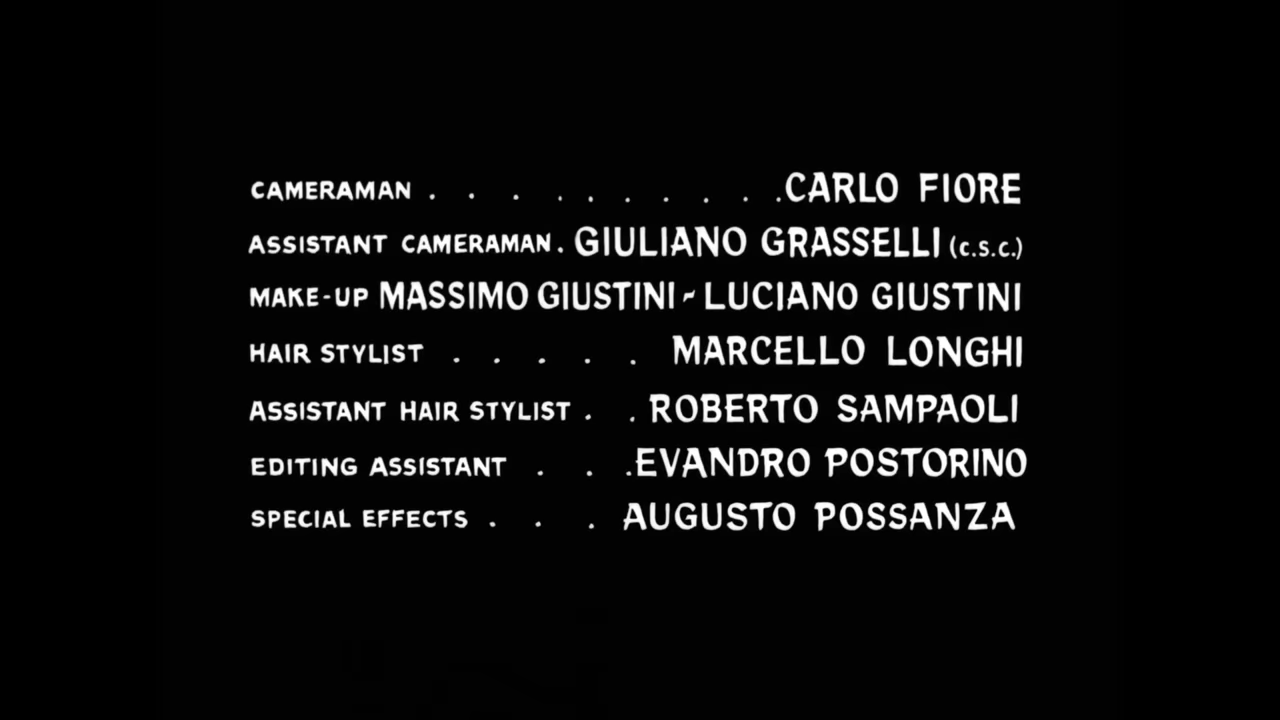 CAMERAMAN . . . . . . . . . .CARLO FIORE
ASSISTANT CAMERAMAN. GIULIANO GRASSELLI (C.S.C.)
MAKE-UP MASSIMO GIUSTINI - LUCIANO GIUSTINI
HAIR STYLIST . . . . . MARCELLO LONGHI
ASSISTANT HAIR STYLIST . . ROBERTO SAMPAOLI
EDITING ASSISTANT . . .EVANDRO POSTORINO
SPECIAL EFFECTS . . . AUGUSTO POSSANZA